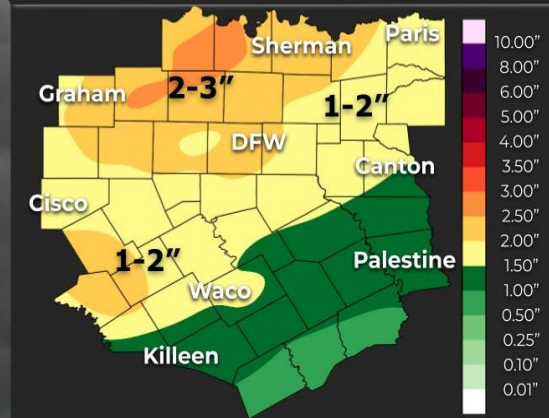 Paris
Sherman
2-3"
Graham
1-2"
DFW
Canton
Cisco
1-2"
Palestine
Waco
Killeen
10.00"
8.00"
6.00"
5.00"
4.00"
3.50"
3.00"
2.50"
2.00"
1.50"
1.00"
0.50"
0.25"
0.10"
0.01"